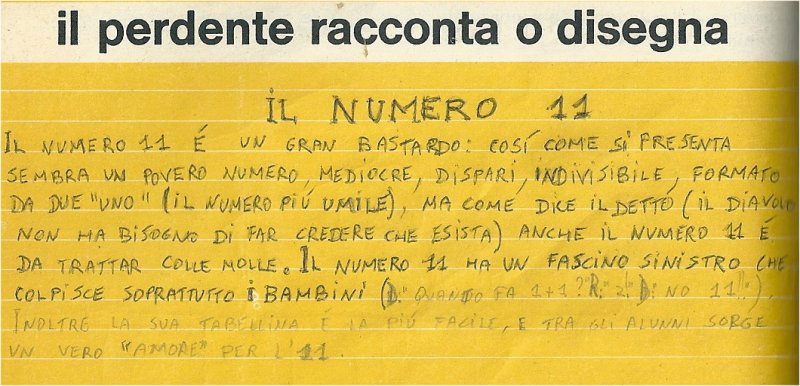 il perdente racconta o disegna
IL NUMERO 11
IL NUMERO 11 É UN GRAN BASTARDO: COSÍ COME SI PRESENTA
SEMBRA UN POVERO NUMERO, MEDIOCRE, DISPARI, INDIVISIBILE, FORMATO
DA DUE "UNO" (IL NUMERO PIÚ UMILE), MA COME DICE IL DETTO (IL DIAVOLO
NON HA BISOGNO DI FAR CREDERE CHE ESISTA) ANCHE IL NUMERO 11 É
DA TRATTAR COLLE MOLLE. IL NUMERO 11 HA UN FASCINO SINISTRO CHE
COLPISCE SOPRATTUTTO I BAMBINI (D:" QUANTO FA 1+1? R:" 2" D: NO 11".).
INOLTRE LA SUA TABELLINA É LA PIÚ FACILE, E TRA GLI ALUNNI SORGE
UN VERO "AMORE" PER L'11.